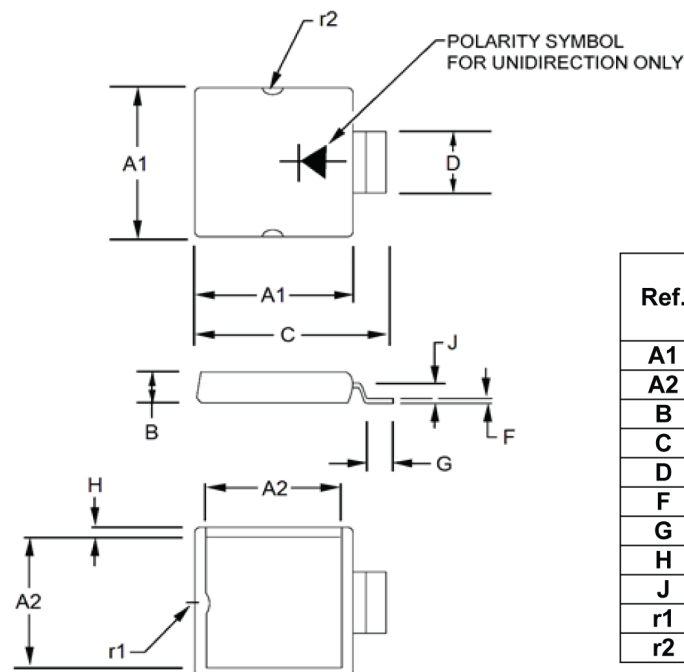 r2
POLARITY SYMBOL
FOR UNIDIRECTION ONLY
A1
D
A1
C
J
B
F
G
H
A2
A2
r1
Ref.
A1
A2
B
C
D
F
G
H
J
r1
r2